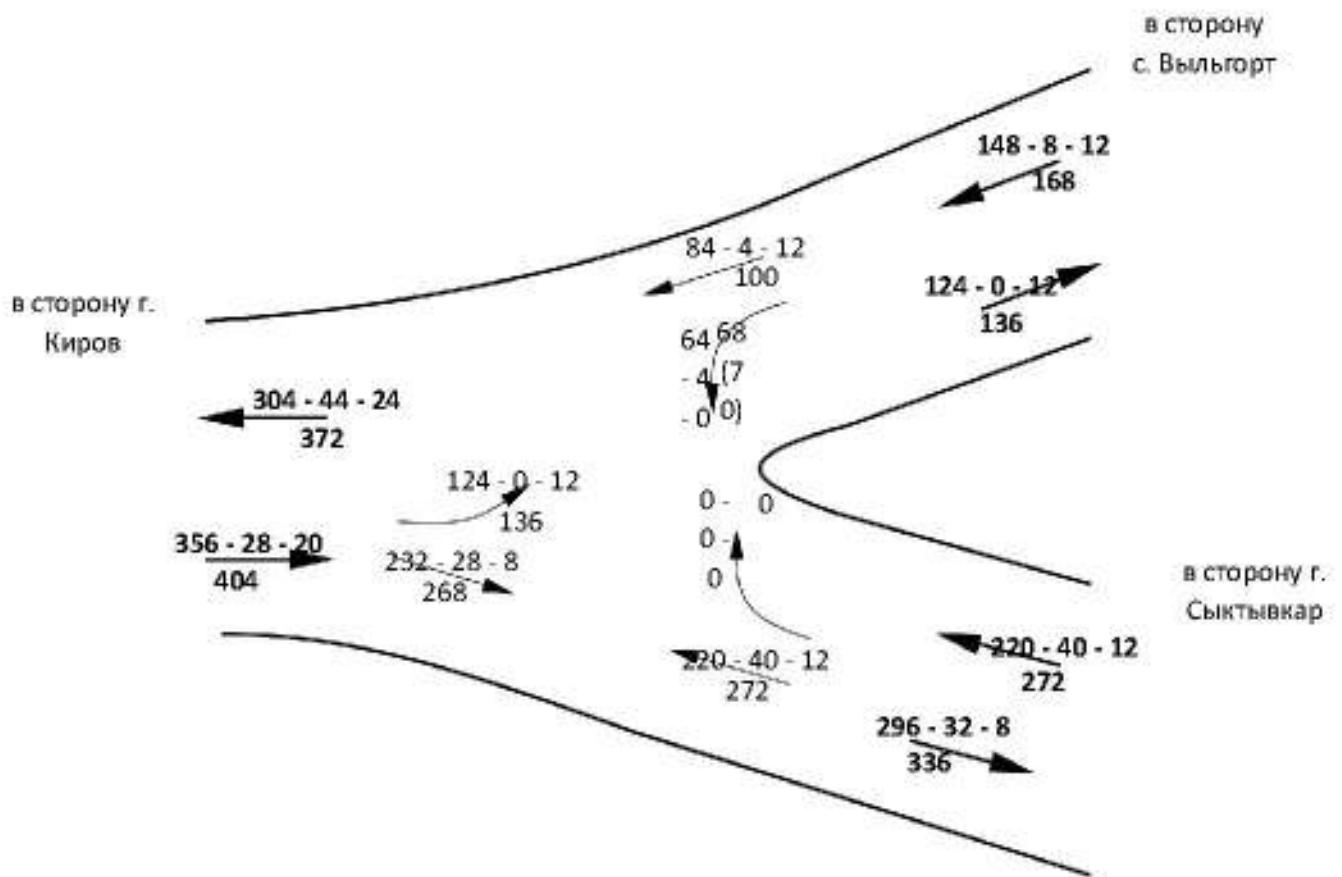 в сторону
с. Выльгорт
148 - 8 - 12
168
84 - 4 - 12
100
124 - 0 - 12
136
в сторону г.
Киров
64 68
- 4 (7
- 0 0)
304 - 44 - 24
372
124 - 0 - 12
136
0 - 0
0 -
0
356 - 28 - 20
404
232 - 28 - 8
268
в сторону г.
Сыктывкар
220 - 40 - 12
272
220 - 40 - 12
272
296 - 32 - 8
336